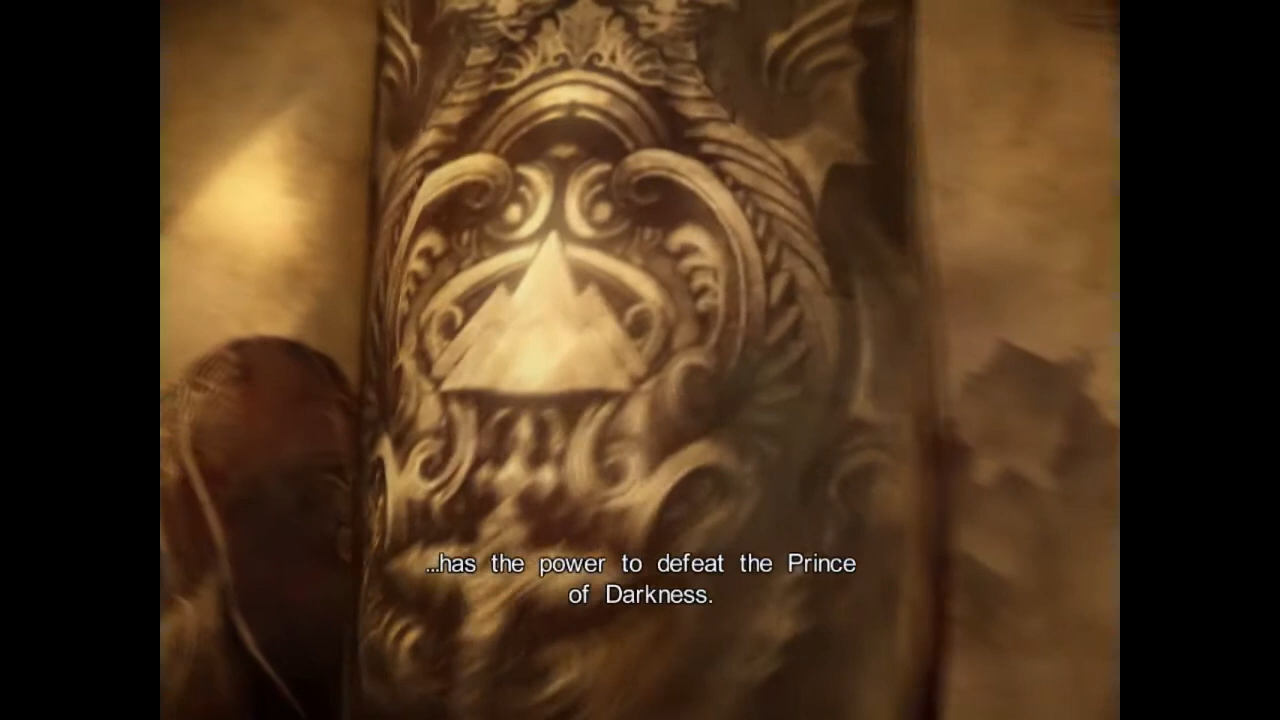 ...has the power to defeat the Prince
of Darkness.